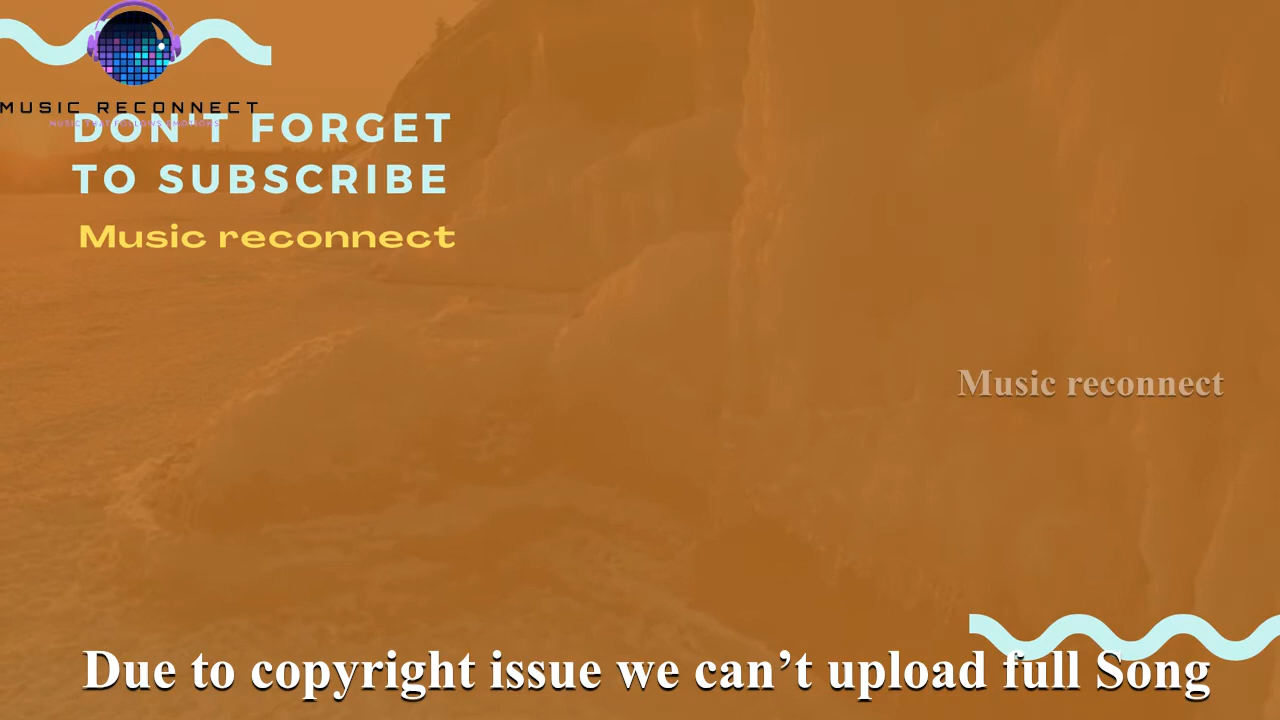 MUSIC RECONNECT
DON'T FORGET
TO SUBSCRIBE
Music reconnect
Music reconnect
Due to copyright issue we can’t upload full Song